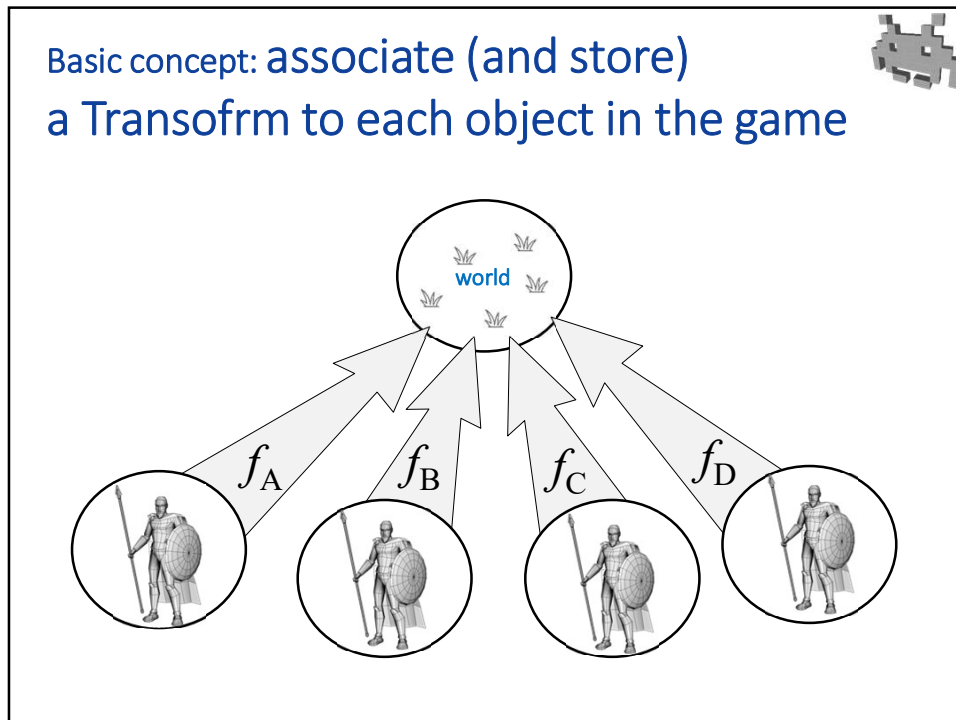 Basic concept: associate (and store)
a Transofrm to each object in the game
world
fA fB fC fD